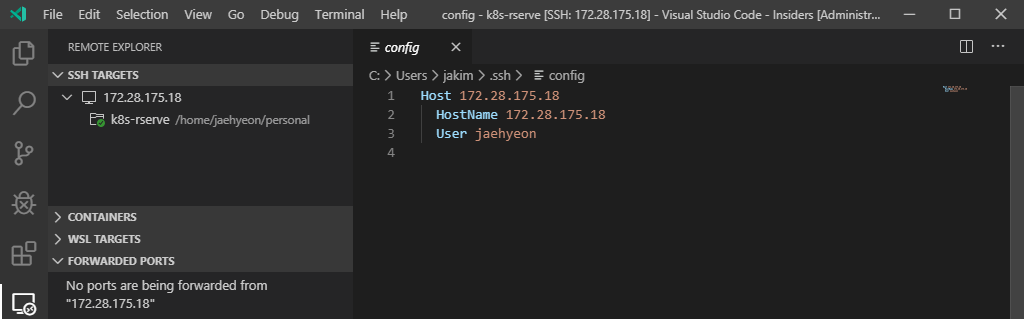 File Edit Selection View Go Debug Terminal Help config - k8s-rserve [SSH: 172.28.175.18] - Visual Studio Code - Insiders [Administr...
REMOTE EXPLORER
SSH TARGETS
172.28.175.18
k8s-rserve /home/jaehyeon/personal
CONTAINERS
WSL TARGETS
FORWARDED PORTS
No ports are being forwarded from
"172.28.175.18"
config
C: > Users > jakim > .ssh > config
1 Host 172.28.175.18
2 HostName 172.28.175.18
3 User jaehyeon
4